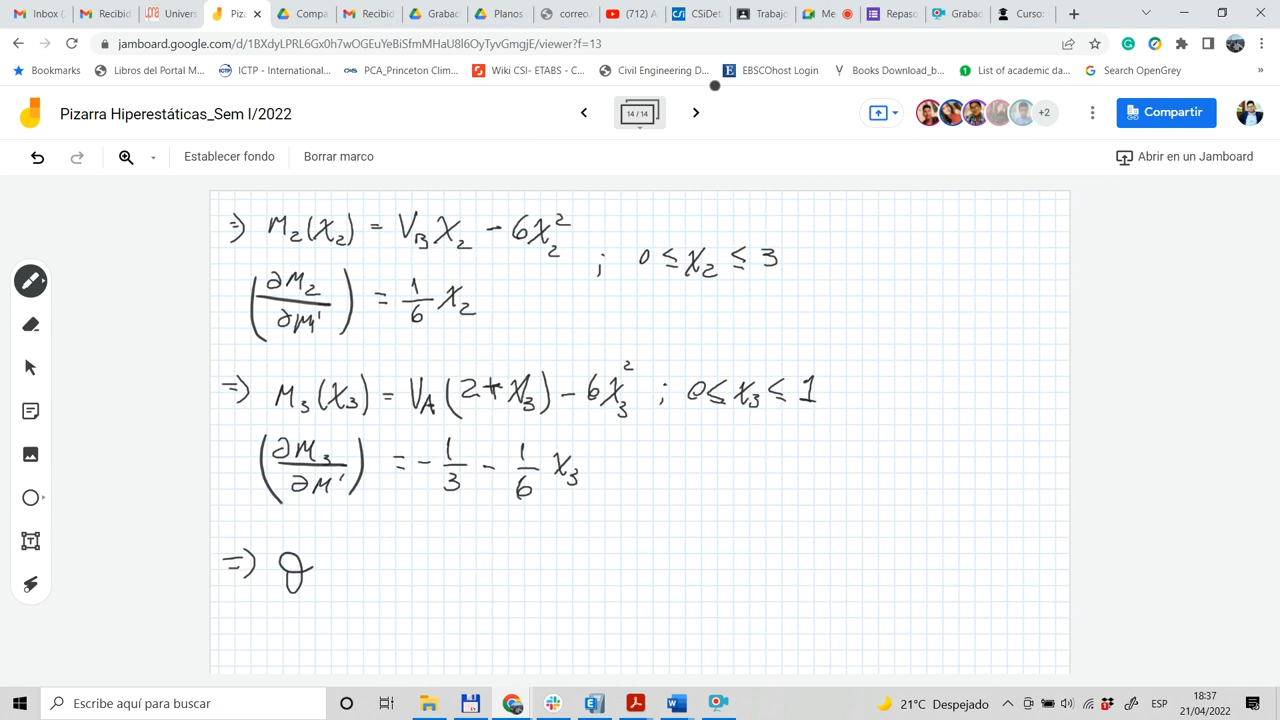 Inbox (
Recibid
Univers
Piz
Compa
Recibid
Grabac
Planos
correo.
(712) A
CSiDeta
Trabaje
Me
Repaso
Grabac
Curso:
jamboard.google.com/d/1BXdyLPRL6Gx0h7wOGEuYeBiSfmMHaU8I6OyTyvGmgjE/viewer?f=13
Bookmarks
Libros del Portal M...
ICTP - International...
PCA_Princeton Clim...
Wiki CSI- ETABS - C...
Civil Engineering D...
EBSCOhost Login
Books Download_b...
List of academic da...
Search OpenGrey
Pizarra Hiperestáticas_Sem I/2022
14 / 14
+2
Compartir
Establecer fondo
Borrar marco
Abrir en un Jamboard
=> M₂(X₂) = V_B X₂ - 6X₂² ; 0 ≤ X₂ ≤ 3
(∂M₂/∂M') = 1/6 X₂
=> M₃(X₃) = V_A(2+X₃) - 6X₃² ; 0 ≤ X₃ ≤ 1
(∂M₃/∂M') = - 1/3 - 1/6 X₃
=> θ
Escribe aquí para buscar
21°C Despejado
ESP
18:37
21/04/2022